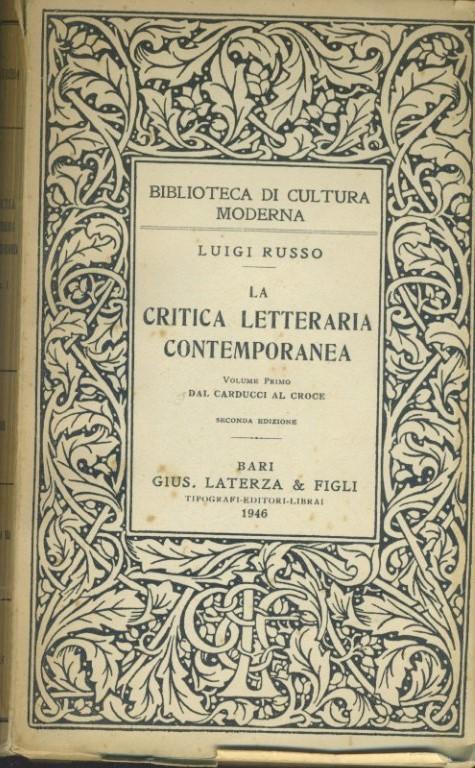 BIBLIOTECA DI CULTURA
MODERNA
LUIGI RUSSO
LA
CRITICA LETTERARIA
CONTEMPORANEA
VOLUME PRIMO
DAL CARDUCCI AL CROCE
SECONDA EDIZIONE
BARI
GIUS. LATERZA & FIGLI
TIPOGRAFI-EDITORI-LIBRAI
1946